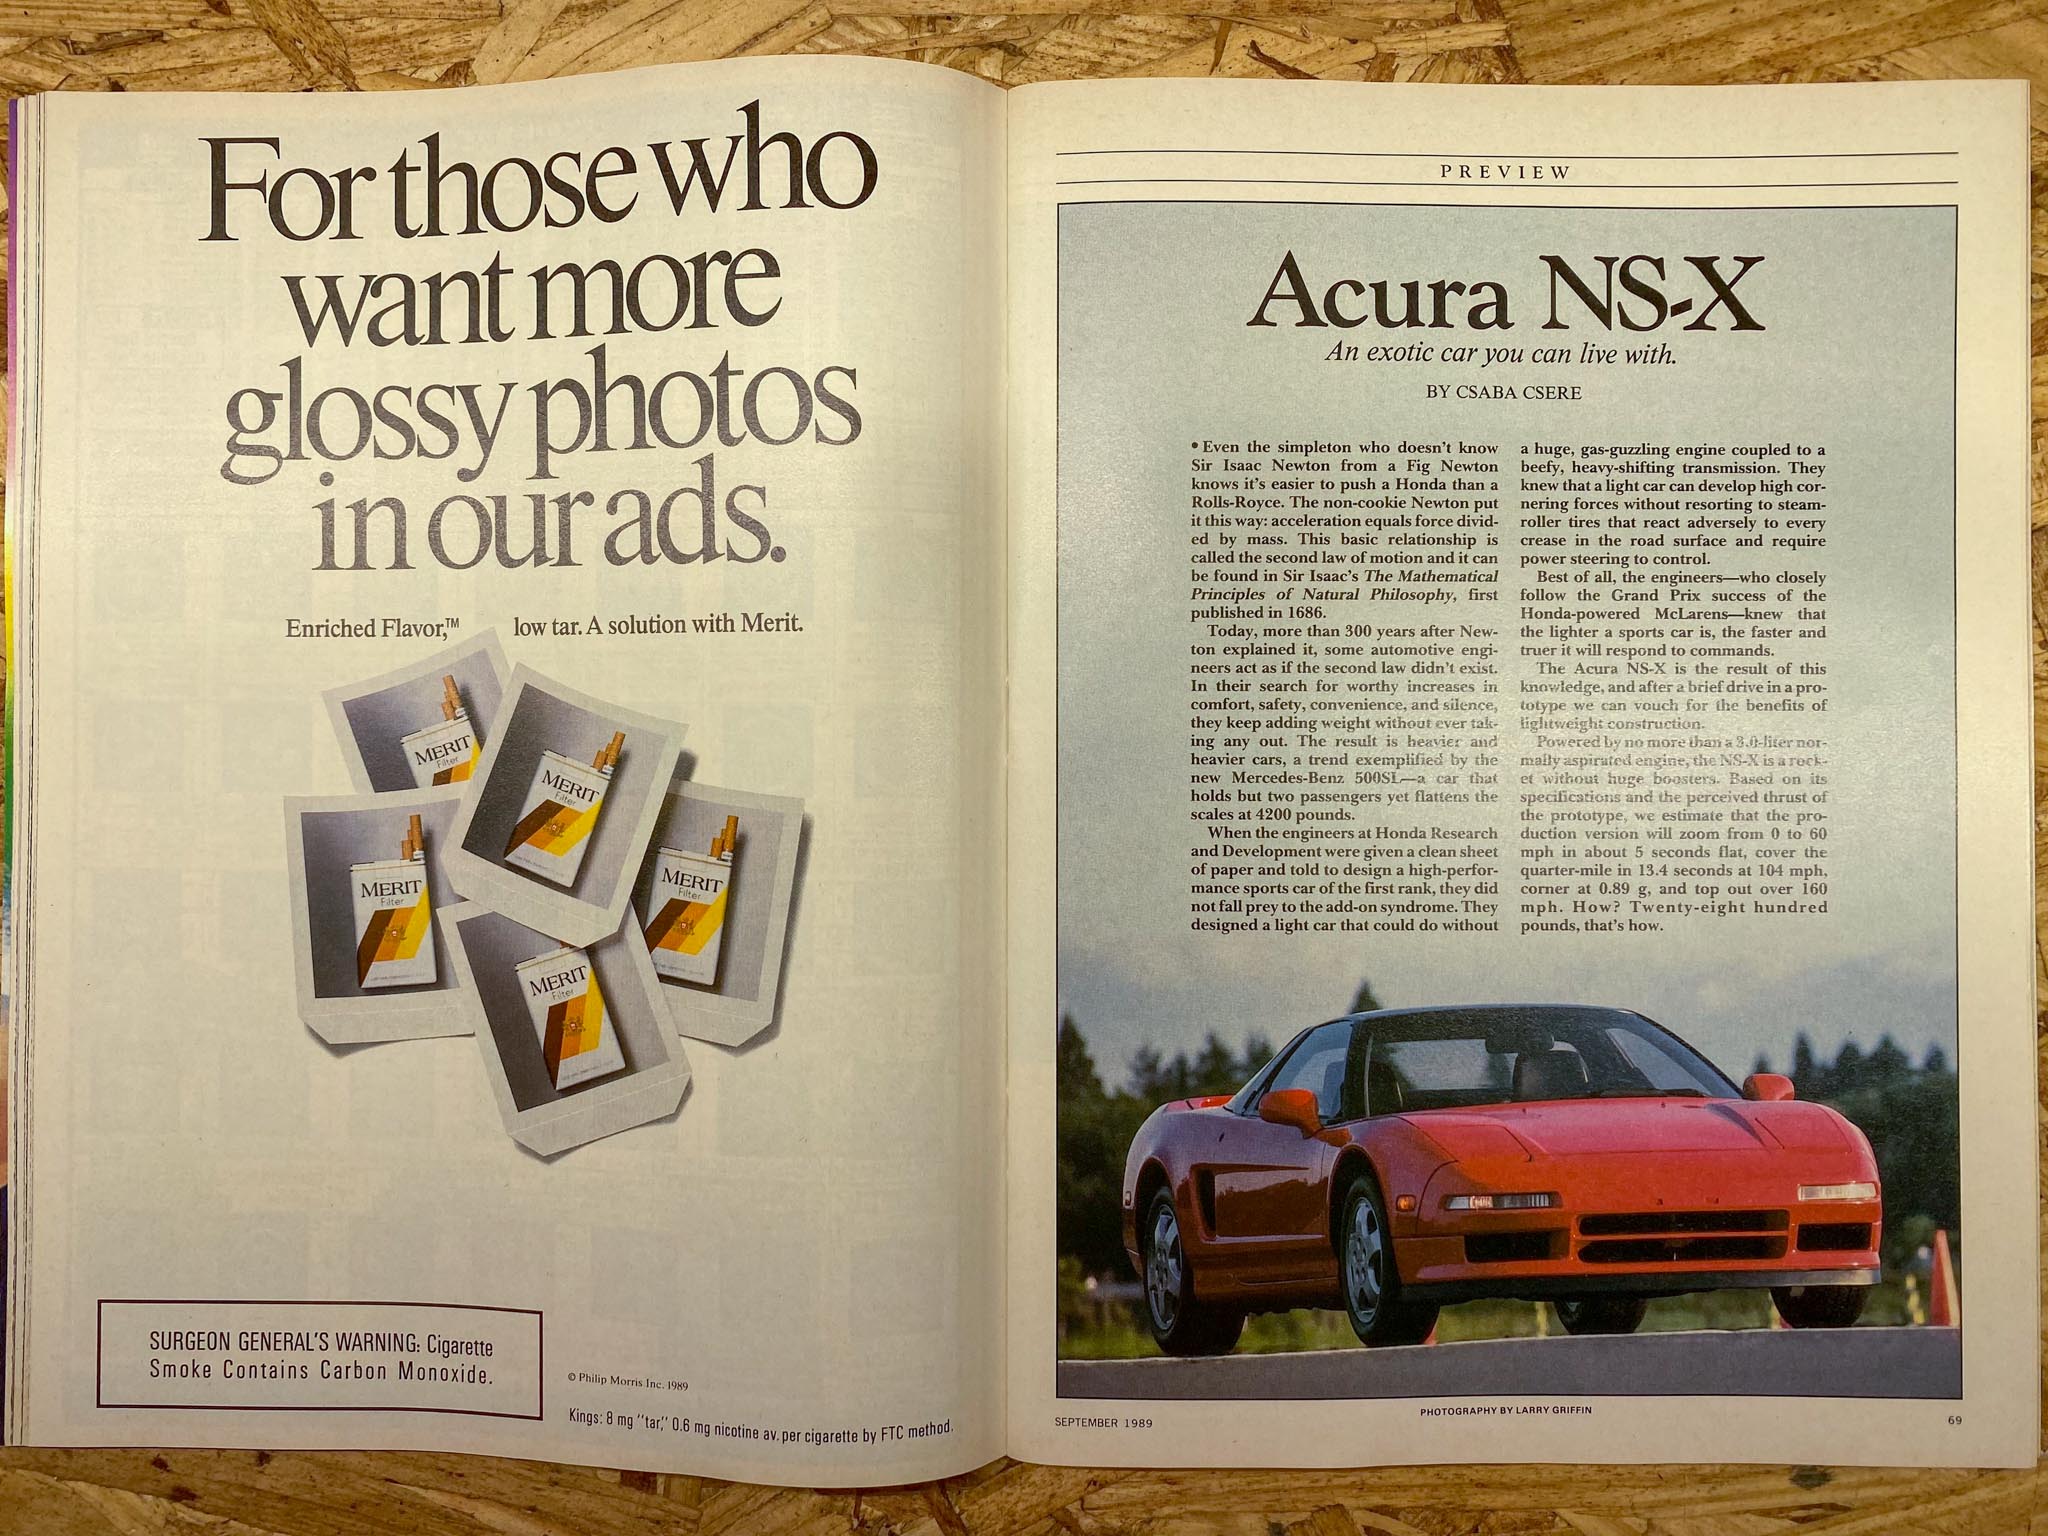 For those who
want more
glossy photos
in our ads.
Enriched Flavor,™ low tar. A solution with Merit.
MERIT
Filter
MERIT
Filter
MERIT
Filter
MERIT
Filter
MERIT
Filter
SURGEON GENERAL'S WARNING: Cigarette
Smoke Contains Carbon Monoxide.
© Philip Morris Inc. 1989
Kings: 8 mg "tar," 0.6 mg nicotine av. per cigarette by FTC method.
PREVIEW
Acura NS-X
An exotic car you can live with.
BY CSABA CSERE
• Even the simpleton who doesn't know
Sir Isaac Newton from a Fig Newton
knows it's easier to push a Honda than a
Rolls-Royce. The non-cookie Newton put
it this way: acceleration equals force divid-
ed by mass. This basic relationship is
called the second law of motion and it can
be found in Sir Isaac's The Mathematical
Principles of Natural Philosophy, first
published in 1686.
Today, more than 300 years after New-
ton explained it, some automotive engi-
neers act as if the second law didn't exist.
In their search for worthy increases in
comfort, safety, convenience, and silence,
they keep adding weight without ever tak-
ing any out. The result is heavier and
heavier cars, a trend exemplified by the
new Mercedes-Benz 500SL—a car that
holds but two passengers yet flattens the
scales at 4200 pounds.
When the engineers at Honda Research
and Development were given a clean sheet
of paper and told to design a high-perfor-
mance sports car of the first rank, they did
not fall prey to the add-on syndrome. They
designed a light car that could do without
a huge, gas-guzzling engine coupled to a
beefy, heavy-shifting transmission. They
knew that a light car can develop high cor-
nering forces without resorting to steam-
roller tires that react adversely to every
crease in the road surface and require
power steering to control.
Best of all, the engineers—who closely
follow the Grand Prix success of the
Honda-powered McLarens—knew that
the lighter a sports car is, the faster and
truer it will respond to commands.
The Acura NS-X is the result of this
knowledge, and after a brief drive in a pro-
totype we can vouch for the benefits of
lightweight construction.
Powered by no more than a 3.0-liter nor-
mally aspirated engine, the NS-X is a rock-
et without huge boosters. Based on its
specifications and the perceived thrust of
the prototype, we estimate that the pro-
duction version will zoom from 0 to 60
mph in about 5 seconds flat, cover the
quarter-mile in 13.4 seconds at 104 mph,
corner at 0.89 g, and top out over 160
mph. How? Twenty-eight hundred
pounds, that's how.
PHOTOGRAPHY BY LARRY GRIFFIN
SEPTEMBER 1989
69